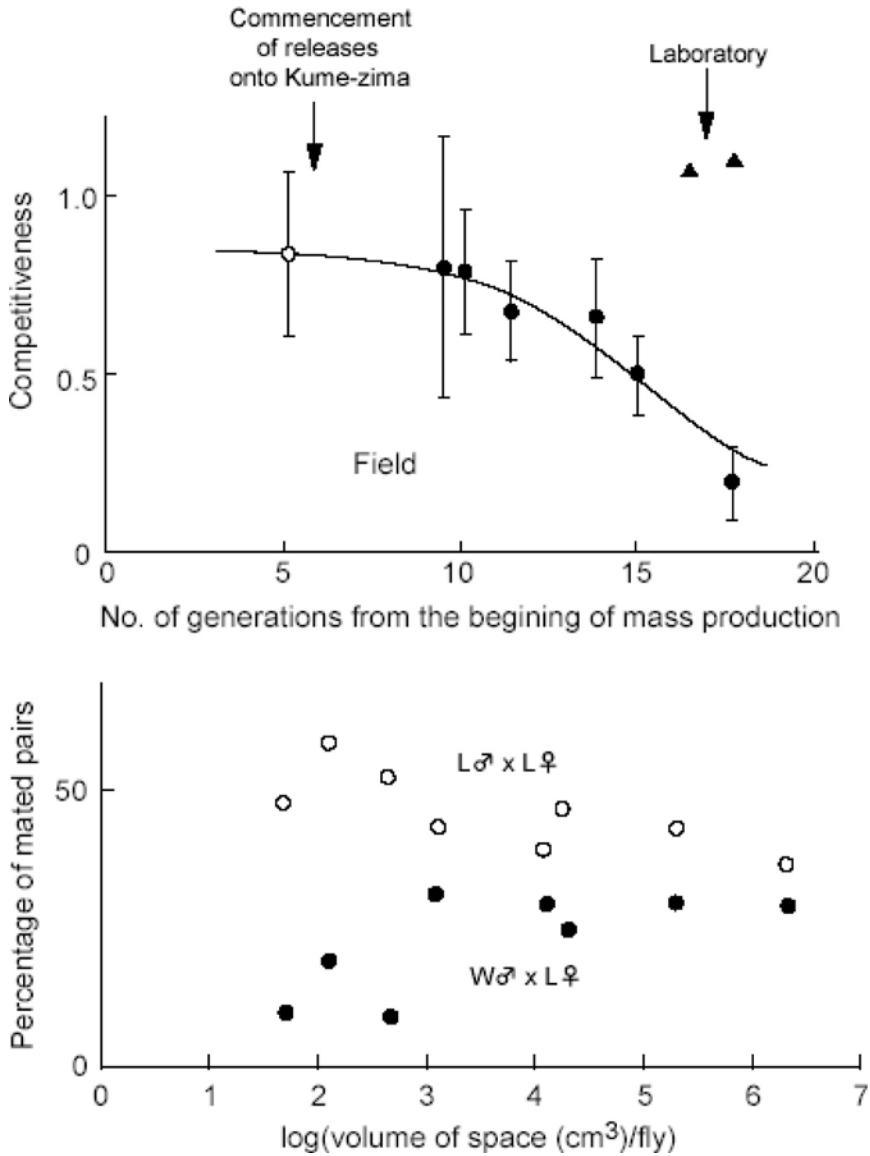 Commencement
of releases
onto Kume-zima
Laboratory
Competitiveness
1.0
0.5
0
Field
0 5 10 15 20
No. of generations from the begining of mass production
Percentage of mated pairs
50
0
L♂ x L♀
W♂ x L♀
0 1 2 3 4 5 6 7
log(volume of space (cm³)/fly)